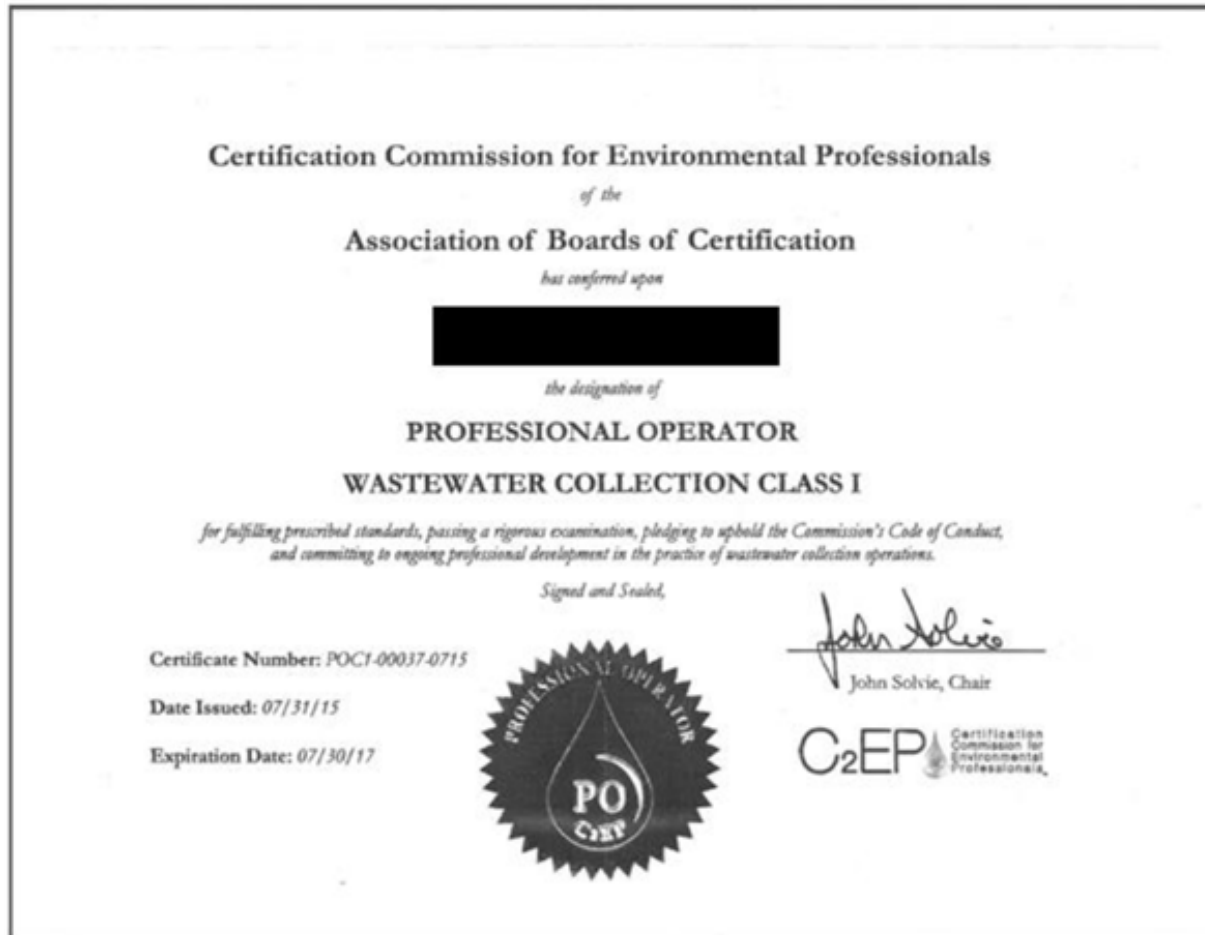 Certification Commission for Environmental Professionals
of the
Association of Boards of Certification
has conferred upon
the designation of
PROFESSIONAL OPERATOR
WASTEWATER COLLECTION CLASS I
for fulfilling prescribed standards, passing a rigorous examination, pledging to uphold the Commission's Code of Conduct,
and committing to ongoing professional development in the practice of wastewater collection operations.
Signed and Sealed,
John Solvie
John Solvie, Chair
Certificate Number: POC1-00037-0715
Date Issued: 07/31/15
Expiration Date: 07/30/17
PROFESSIONAL OPERATOR
PO
C2EP
C2EP
Certification
Commission for
Environmental
Professionals